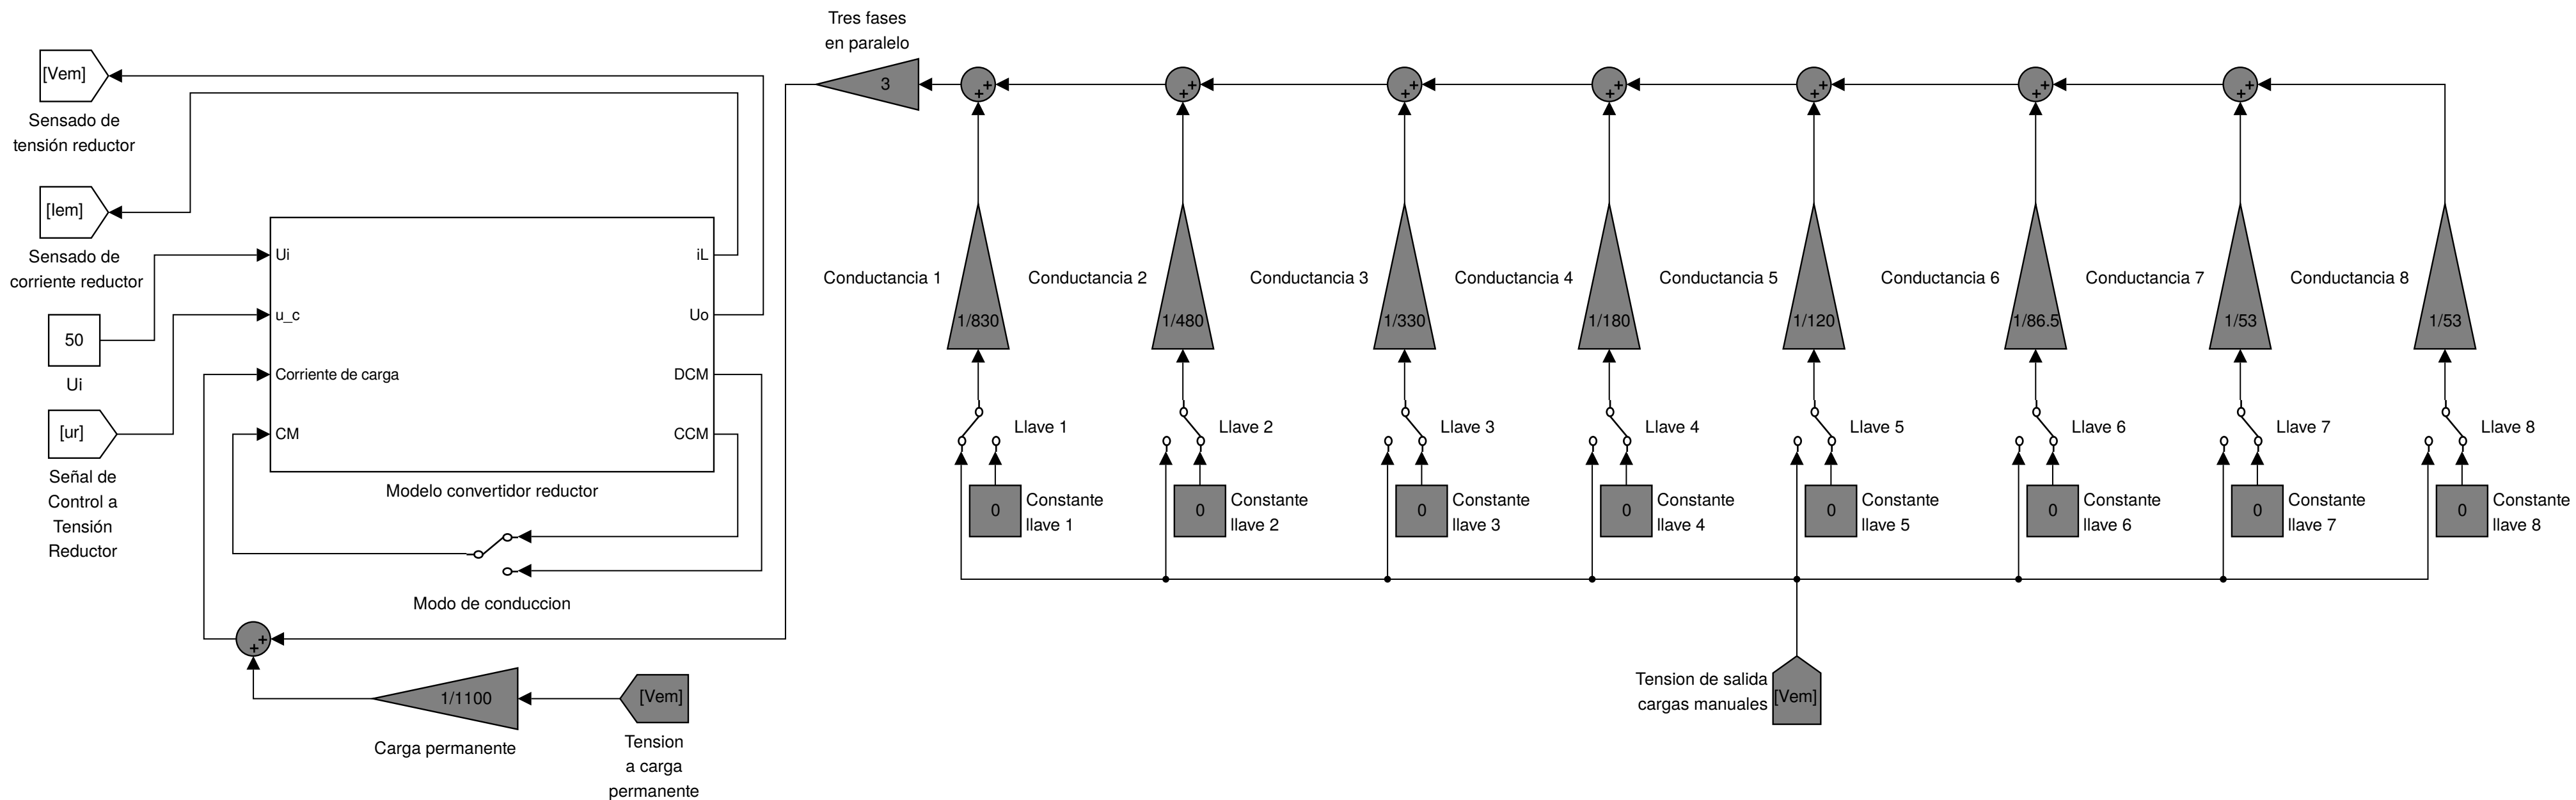 Tres fases
en paralelo
[Vem]
Sensado de
tensión reductor
[Iem]
Sensado de
corriente reductor
50
Ui
[ur]
Señal de
Control a
Tensión
Reductor
Ui
u_c
Corriente de carga
CM
iL
Uo
DCM
CCM
Modelo convertidor reductor
Modo de conduccion
+
+
1/1100
Carga permanente
[Vem]
Tension
a carga
permanente
3
+
+
+
+
+
+
+
+
+
+
+
+
+
+
Conductancia 1
1/830
Conductancia 2
1/480
Conductancia 3
1/330
Conductancia 4
1/180
Conductancia 5
1/120
Conductancia 6
1/86.5
Conductancia 7
1/53
Conductancia 8
1/53
Llave 1
Llave 2
Llave 3
Llave 4
Llave 5
Llave 6
Llave 7
Llave 8
0
Constante
llave 1
0
Constante
llave 2
0
Constante
llave 3
0
Constante
llave 4
0
Constante
llave 5
0
Constante
llave 6
0
Constante
llave 7
0
Constante
llave 8
Tension de salida
cargas manuales
[Vem]